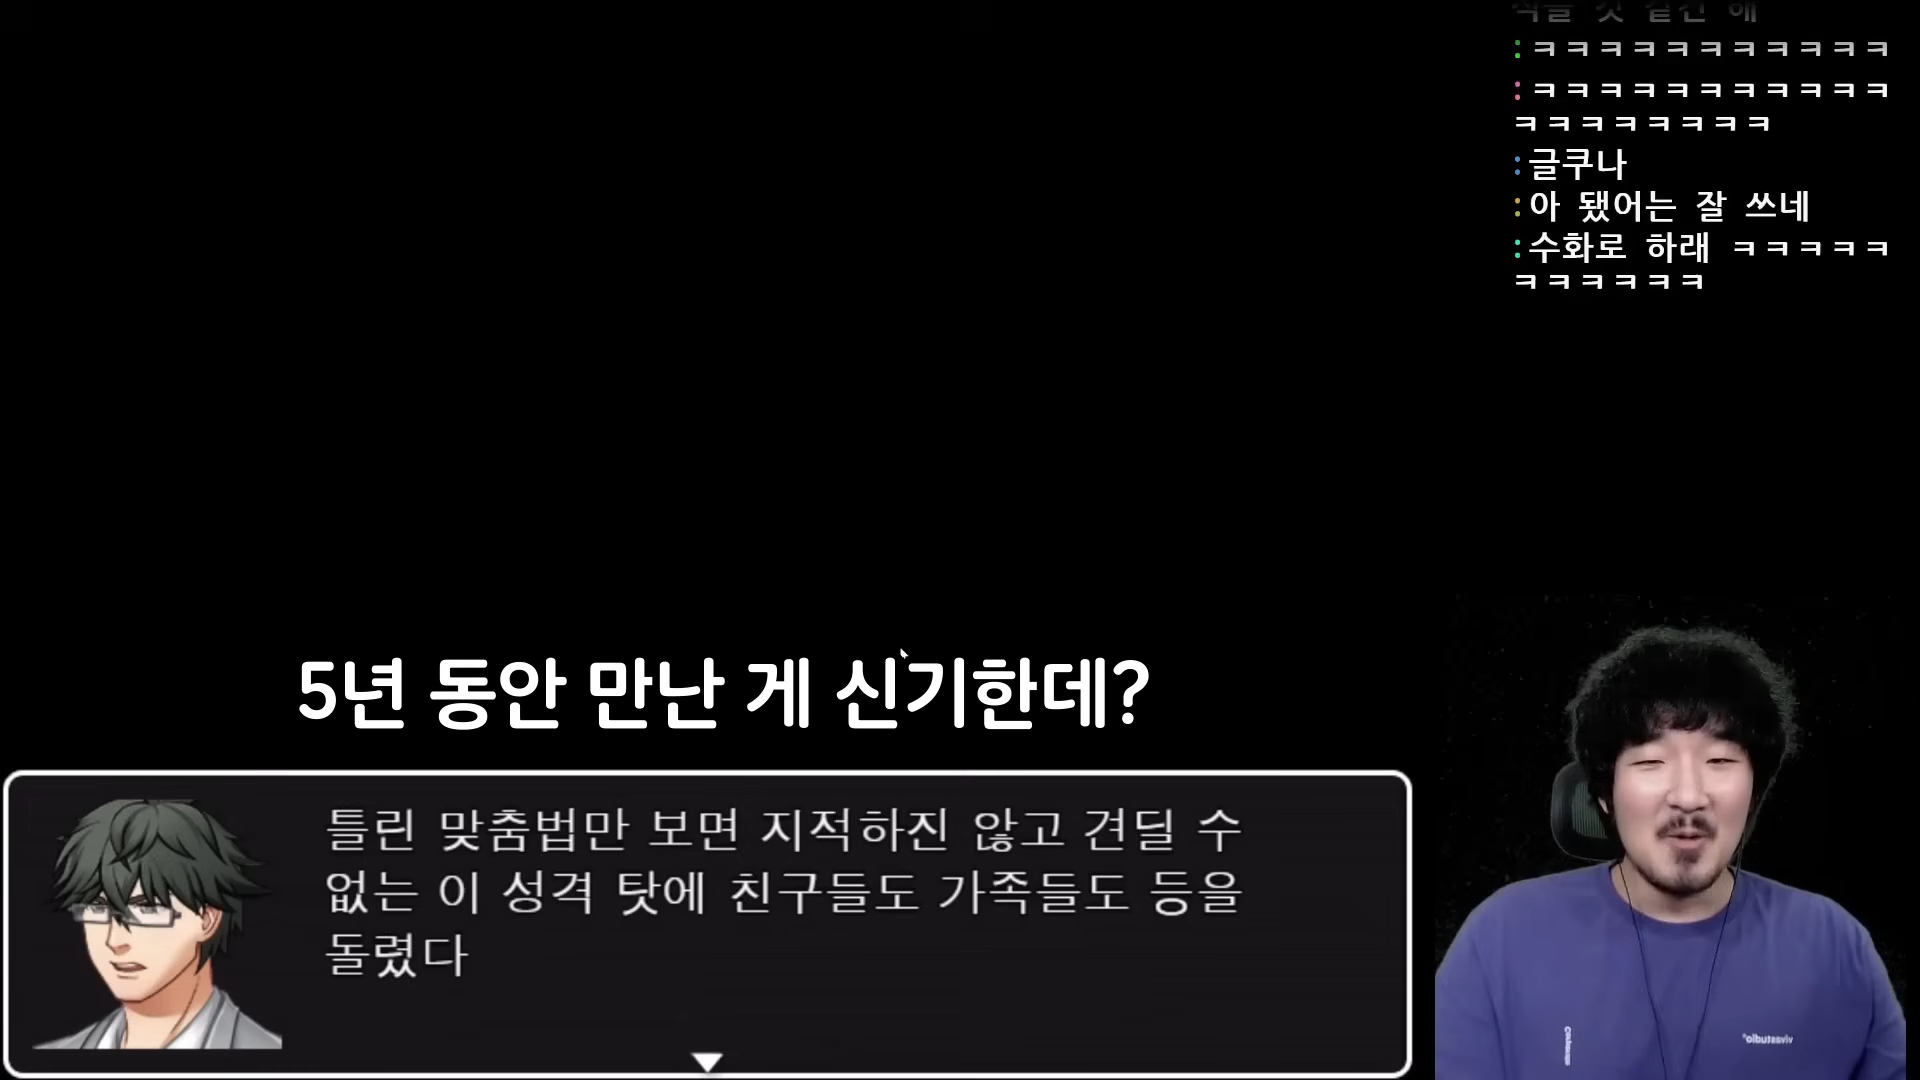 :ㅋㅋㅋㅋㅋㅋㅋㅋㅋㅋㅋ
:ㅋㅋㅋㅋㅋㅋㅋㅋㅋㅋㅋ
ㅋㅋㅋㅋㅋㅋㅋㅋ
:글쿠나
:아 됐어는 잘 쓰네
:수화로 하래 ㅋㅋㅋㅋㅋ
ㅋㅋㅋㅋㅋㅋ
5년 동안 만난 게 신기한데?
틀린 맞춤법만 보면 지적하진 않고 견딜 수
없는 이 성격 탓에 친구들도 가족들도 등을
돌렸다